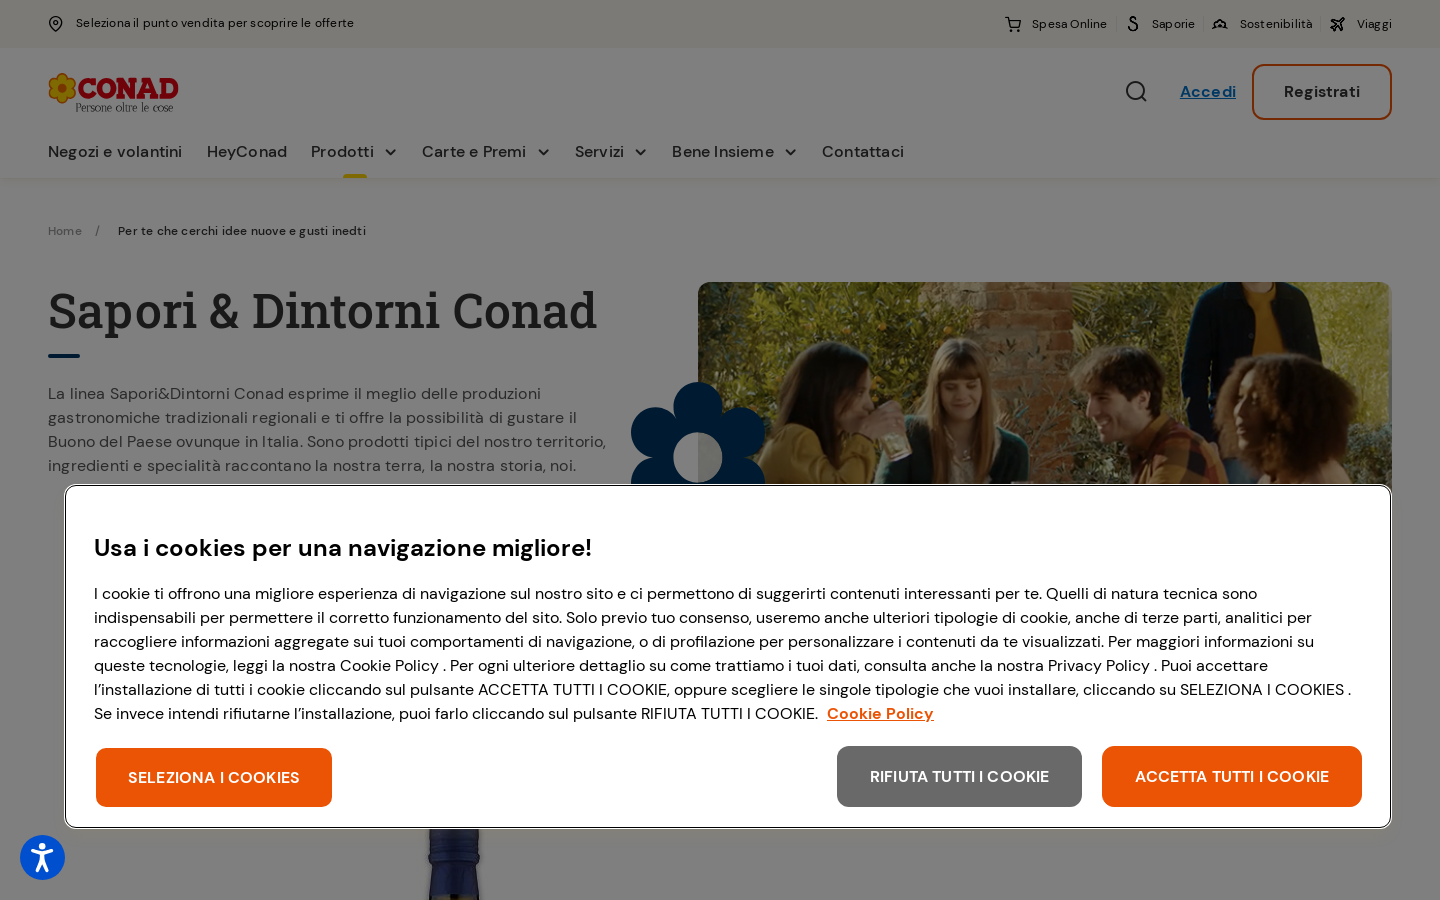 Seleziona il punto vendita per scoprire le offerte
Spesa Online
Saporie
Sostenibilità
Viaggi
CONAD
Persone oltre le cose
Accedi
Registrati
Negozi e volantini
HeyConad
Prodotti
Carte e Premi
Servizi
Bene Insieme
Contattaci
Home / Per te che cerchi idee nuove e gusti inedti
Sapori & Dintorni Conad
La linea Sapori&Dintorni Conad esprime il meglio delle produzioni
gastronomiche tradizionali regionali e ti offre la possibilità di gustare il
Buono del Paese ovunque in Italia. Sono prodotti tipici del nostro territorio,
ingredienti e specialità raccontano la nostra terra, la nostra storia, noi.
Usa i cookies per una navigazione migliore!
I cookie ti offrono una migliore esperienza di navigazione sul nostro sito e ci permettono di suggerirti contenuti interessanti per te. Quelli di natura tecnica sono
indispensabili per permettere il corretto funzionamento del sito. Solo previo tuo consenso, useremo anche ulteriori tipologie di cookie, anche di terze parti, analitici per
raccogliere informazioni aggregate sui tuoi comportamenti di navigazione, o di profilazione per personalizzare i contenuti da te visualizzati. Per maggiori informazioni su
queste tecnologie, leggi la nostra Cookie Policy . Per ogni ulteriore dettaglio su come trattiamo i tuoi dati, consulta anche la nostra Privacy Policy . Puoi accettare
l’installazione di tutti i cookie cliccando sul pulsante ACCETTA TUTTI I COOKIE, oppure scegliere le singole tipologie che vuoi installare, cliccando su SELEZIONA I COOKIES .
Se invece intendi rifiutarne l’installazione, puoi farlo cliccando sul pulsante RIFIUTA TUTTI I COOKIE. Cookie Policy
SELEZIONA I COOKIES
RIFIUTA TUTTI I COOKIE
ACCETTA TUTTI I COOKIE